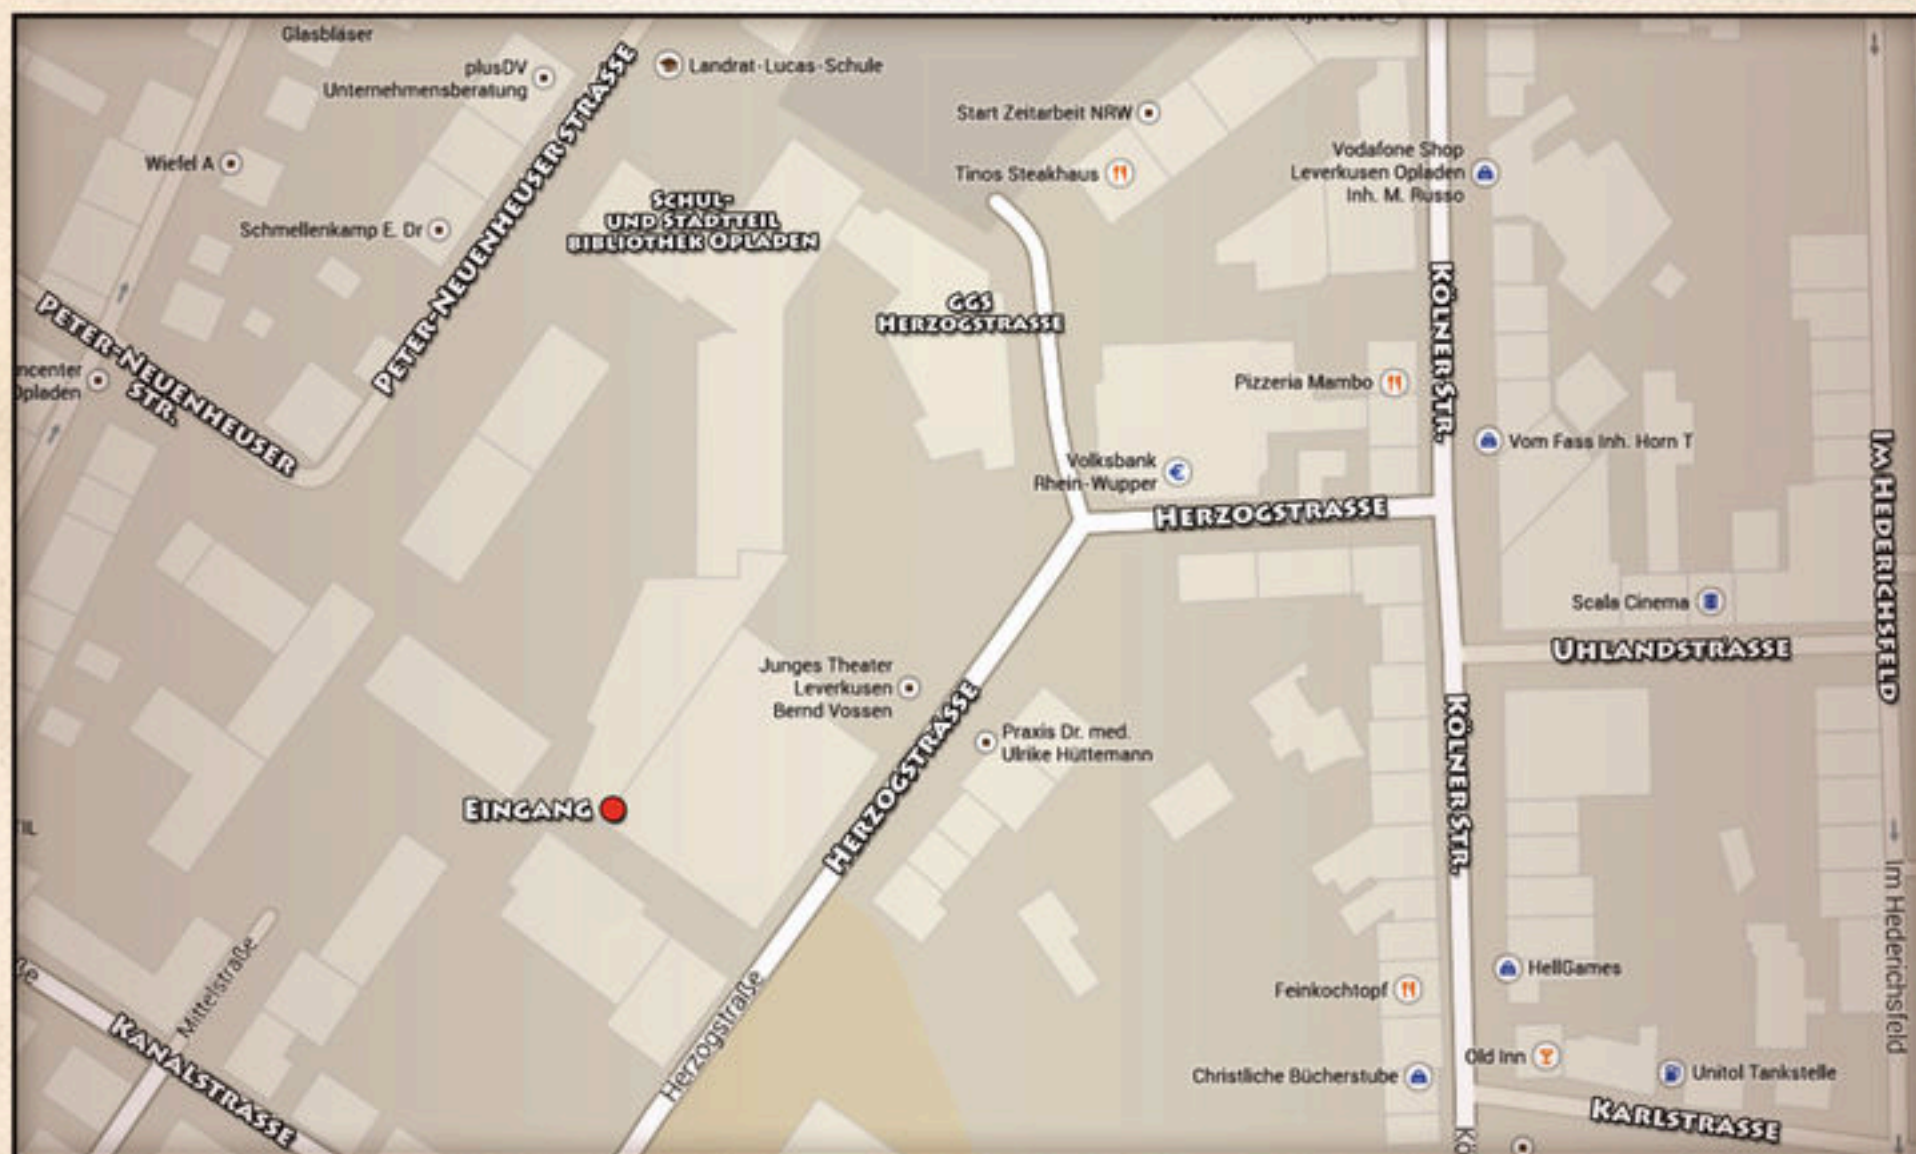 Glasbläser
plusDV
Unternehmensberatung
Landrat-Lucas-Schule
PETER-NEUENHEUSER-STRASSE
Start Zeitarbeit NRW
Wiefel A
Tinos Steakhaus
Vodafone Shop
Leverkusen Opladen
Inh. M. Russo
Schmellenkamp E. Dr
SCHUL-
UND STADTTEIL
BIBLIOTHEK OPLADEN
GGS
HERZOGSTRASSE
KÖLNER STR.
PETER-NEUENHEUSER
STR.
ncenter
Opladen
Pizzeria Mambo
Vom Fass Inh. Horn T
IM HEDERICHSFELD
Volksbank
Rhein-Wupper
HERZOGSTRASSE
Scala Cinema
UHLANDSTRASSE
Junges Theater
Leverkusen
Bernd Vossen
HERZOGSTRASSE
Praxis Dr. med.
Ulrike Hüttemann
KÖLNER STR.
EINGANG
Im Hederichsfeld
Mittelstraße
Herzogstraße
KANALSTRASSE
HellGames
Feinkochtopf
Old Inn
Christliche Bücherstube
Unitol Tankstelle
KARLSTRASSE
Kö